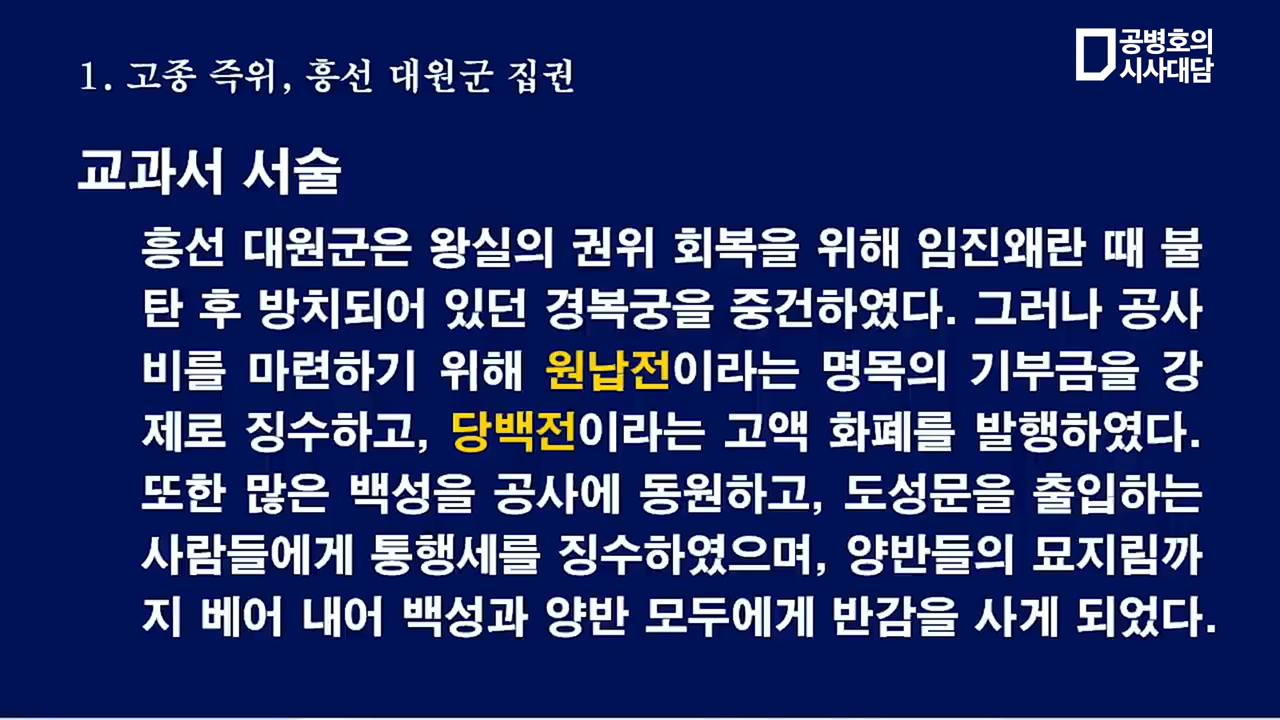 1. 고종 즉위, 흥선 대원군 집권
공병호의
시사대담
교과서 서술
흥선 대원군은 왕실의 권위 회복을 위해 임진왜란 때 불
탄 후 방치되어 있던 경복궁을 중건하였다. 그러나 공사
비를 마련하기 위해 원납전이라는 명목의 기부금을 강
제로 징수하고, 당백전이라는 고액 화폐를 발행하였다.
또한 많은 백성을 공사에 동원하고, 도성문을 출입하는
사람들에게 통행세를 징수하였으며, 양반들의 묘지림까
지 베어 내어 백성과 양반 모두에게 반감을 사게 되었다.